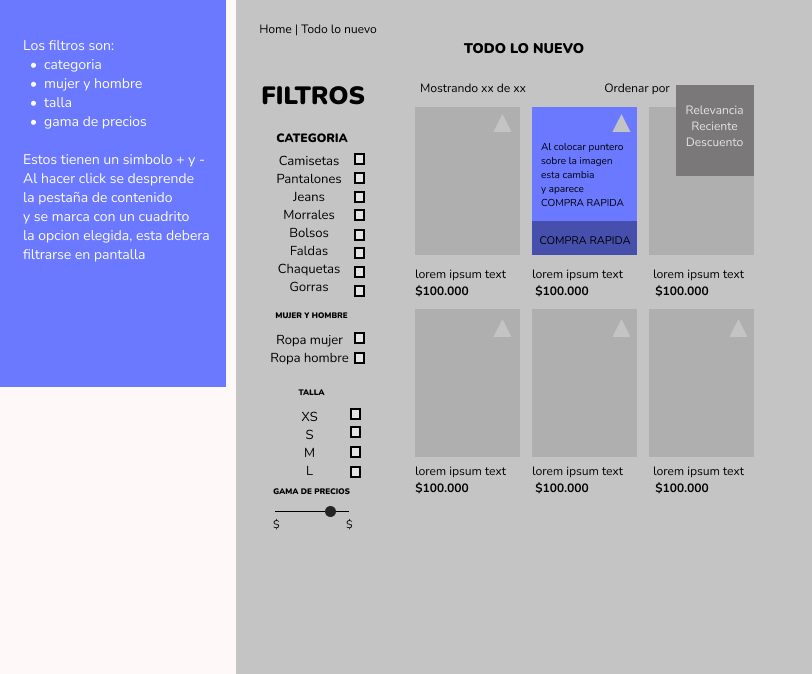 Los filtros son:
• categoria
• mujer y hombre
• talla
• gama de precios
Estos tienen un simbolo + y -
Al hacer click se desprende
la pestaña de contenido
y se marca con un cuadrito
la opcion elegida, esta debera
filtrarse en pantalla
Home | Todo lo nuevo
TODO LO NUEVO
FILTROS
CATEGORIA
Camisetas
Pantalones
Jeans
Morrales
Bolsos
Faldas
Chaquetas
Gorras
MUJER Y HOMBRE
Ropa mujer
Ropa hombre
TALLA
XS
S
M
L
GAMA DE PRECIOS
$ $
Mostrando xx de xx
Ordenar por
Relevancia
Reciente
Descuento
Al colocar puntero
sobre la imagen
esta cambia
y aparece
COMPRA RAPIDA
COMPRA RAPIDA
lorem ipsum text
$100.000
lorem ipsum text
$100.000
lorem ipsum text
$100.000
lorem ipsum text
$100.000
lorem ipsum text
$100.000
lorem ipsum text
$100.000